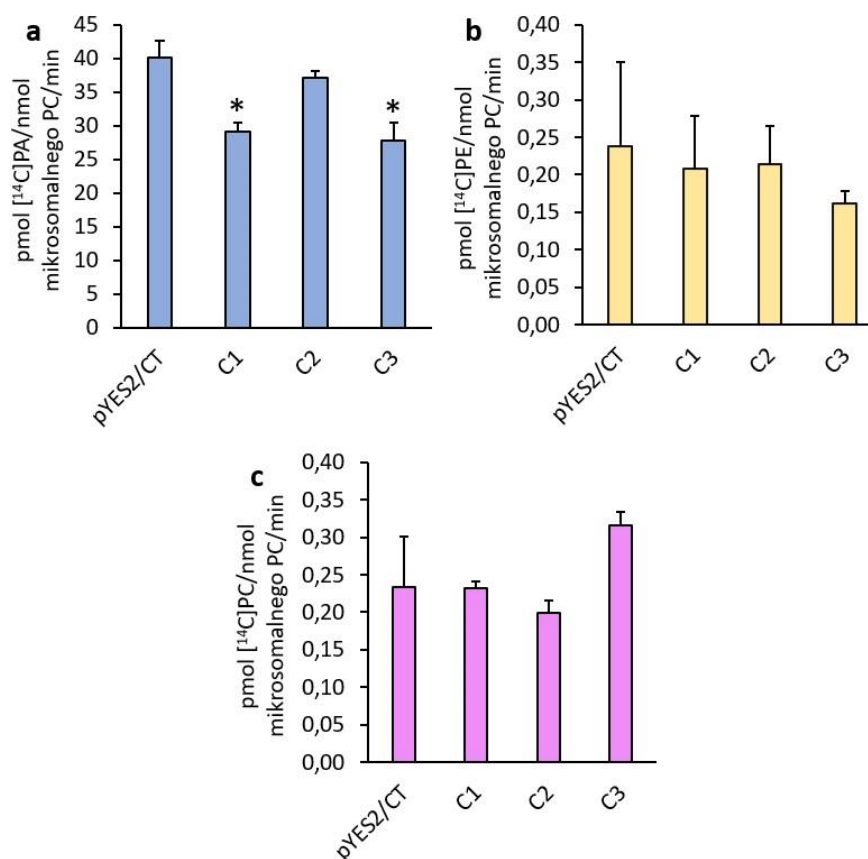 a
pmol [¹⁴C]PA/nmol
mikrosomalnego PC/min
45
40
35
30
25
20
15
10
5
0
*
*
pYES2/CT
C1
C2
C3
b
pmol [¹⁴C]PE/nmol
mikrosomalnego PC/min
0,40
0,35
0,30
0,25
0,20
0,15
0,10
0,05
0,00
pYES2/CT
C1
C2
C3
c
pmol [¹⁴C]PC/nmol
mikrosomalnego PC/min
0,40
0,35
0,30
0,25
0,20
0,15
0,10
0,05
0,00
pYES2/CT
C1
C2
C3